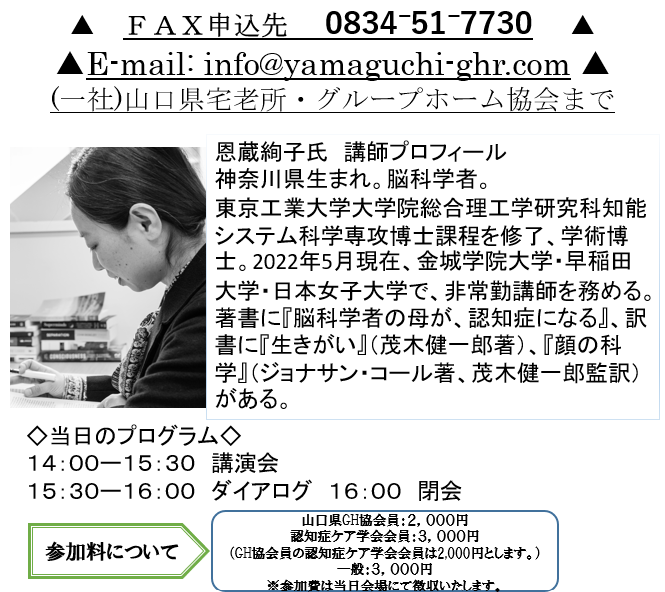 ▲ ＦＡＸ申込先 0834-51-7730 ▲
▲E-mail: info@yamaguchi-ghr.com ▲
(一社)山口県宅老所・グループホーム協会まで
恩蔵絢子氏 講師プロフィール
神奈川県生まれ。脳科学者。
東京工業大学大学院総合理工学研究科知能
システム科学専攻博士課程を修了、学術博
士。2022年5月現在、金城学院大学・早稲田
大学・日本女子大学で、非常勤講師を務める。
著書に『脳科学者の母が、認知症になる』、訳
書に『生きがい』（茂木健一郎著）、『顔の科
学』（ジョナサン・コール著、茂木健一郎監訳）
がある。
◇当日のプログラム◇
１４：００ー１５：３０ 講演会
１５：３０ー１６：００ ダイアログ １６：００ 閉会
参加料について
山口県GH協会員：２，０００円
認知症ケア学会会員：３，０００円
（GH協会員の認知症ケア学会会員は2,000円とします。）
一般：３，０００円
※参加費は当日会場にて徴収いたします。